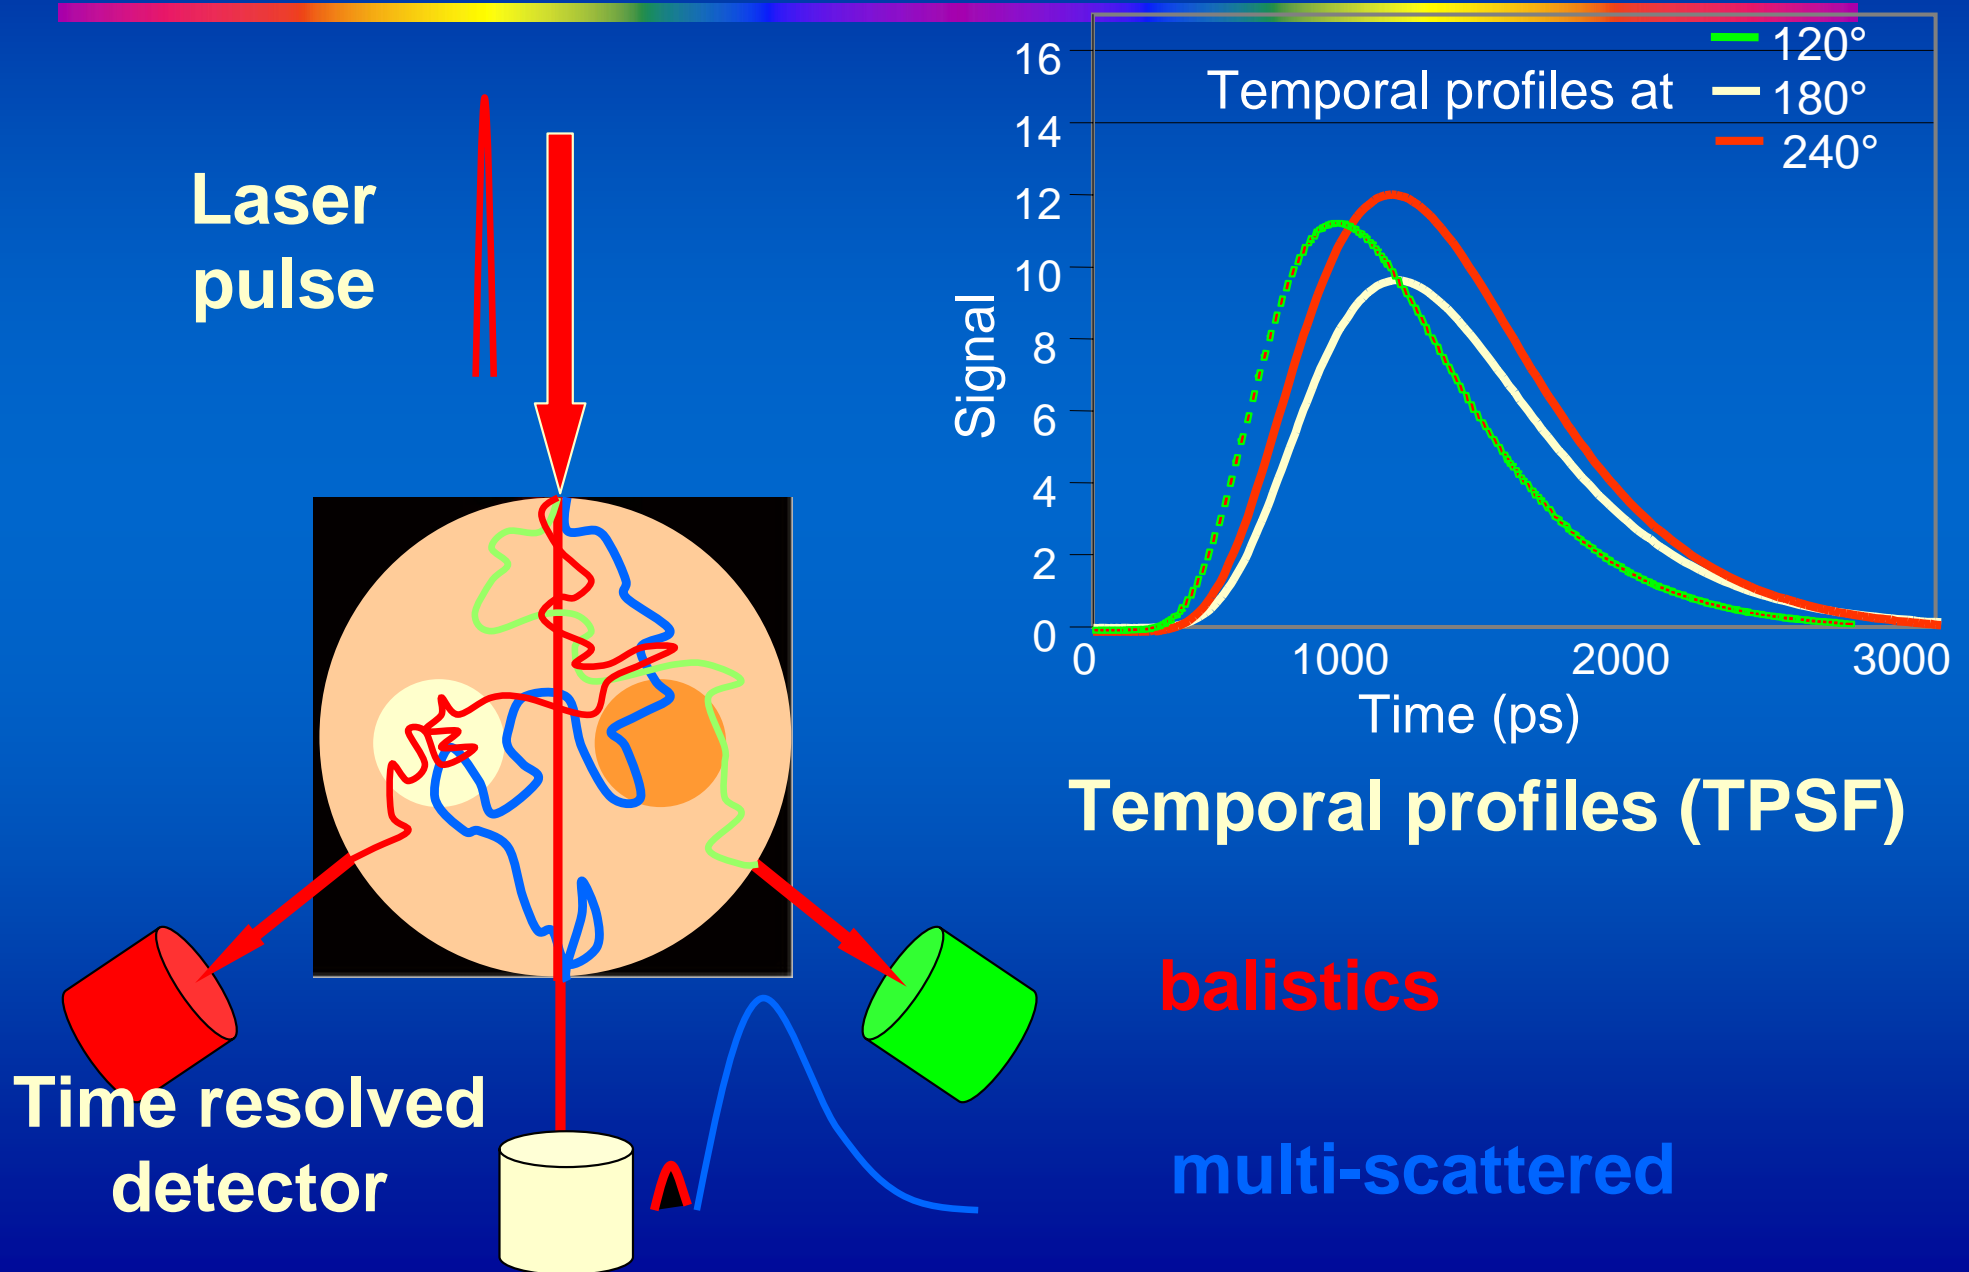 Laser
pulse
120°
Temporal profiles at
180°
240°
16
14
12
10
8
6
4
2
0
Signal
0 1000 2000 3000
Time (ps)
Temporal profiles (TPSF)
balistics
Time resolved
detector
multi-scattered